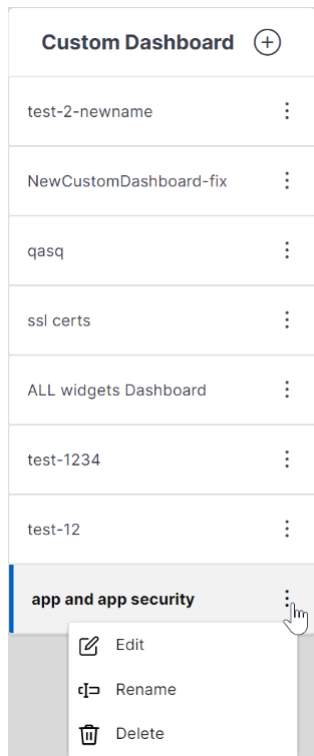 Custom Dashboard
test-2-newname
NewCustomDashboard-fix
qasq
ssl certs
ALL widgets Dashboard
test-1234
test-12
app and app security
Edit
Rename
Delete